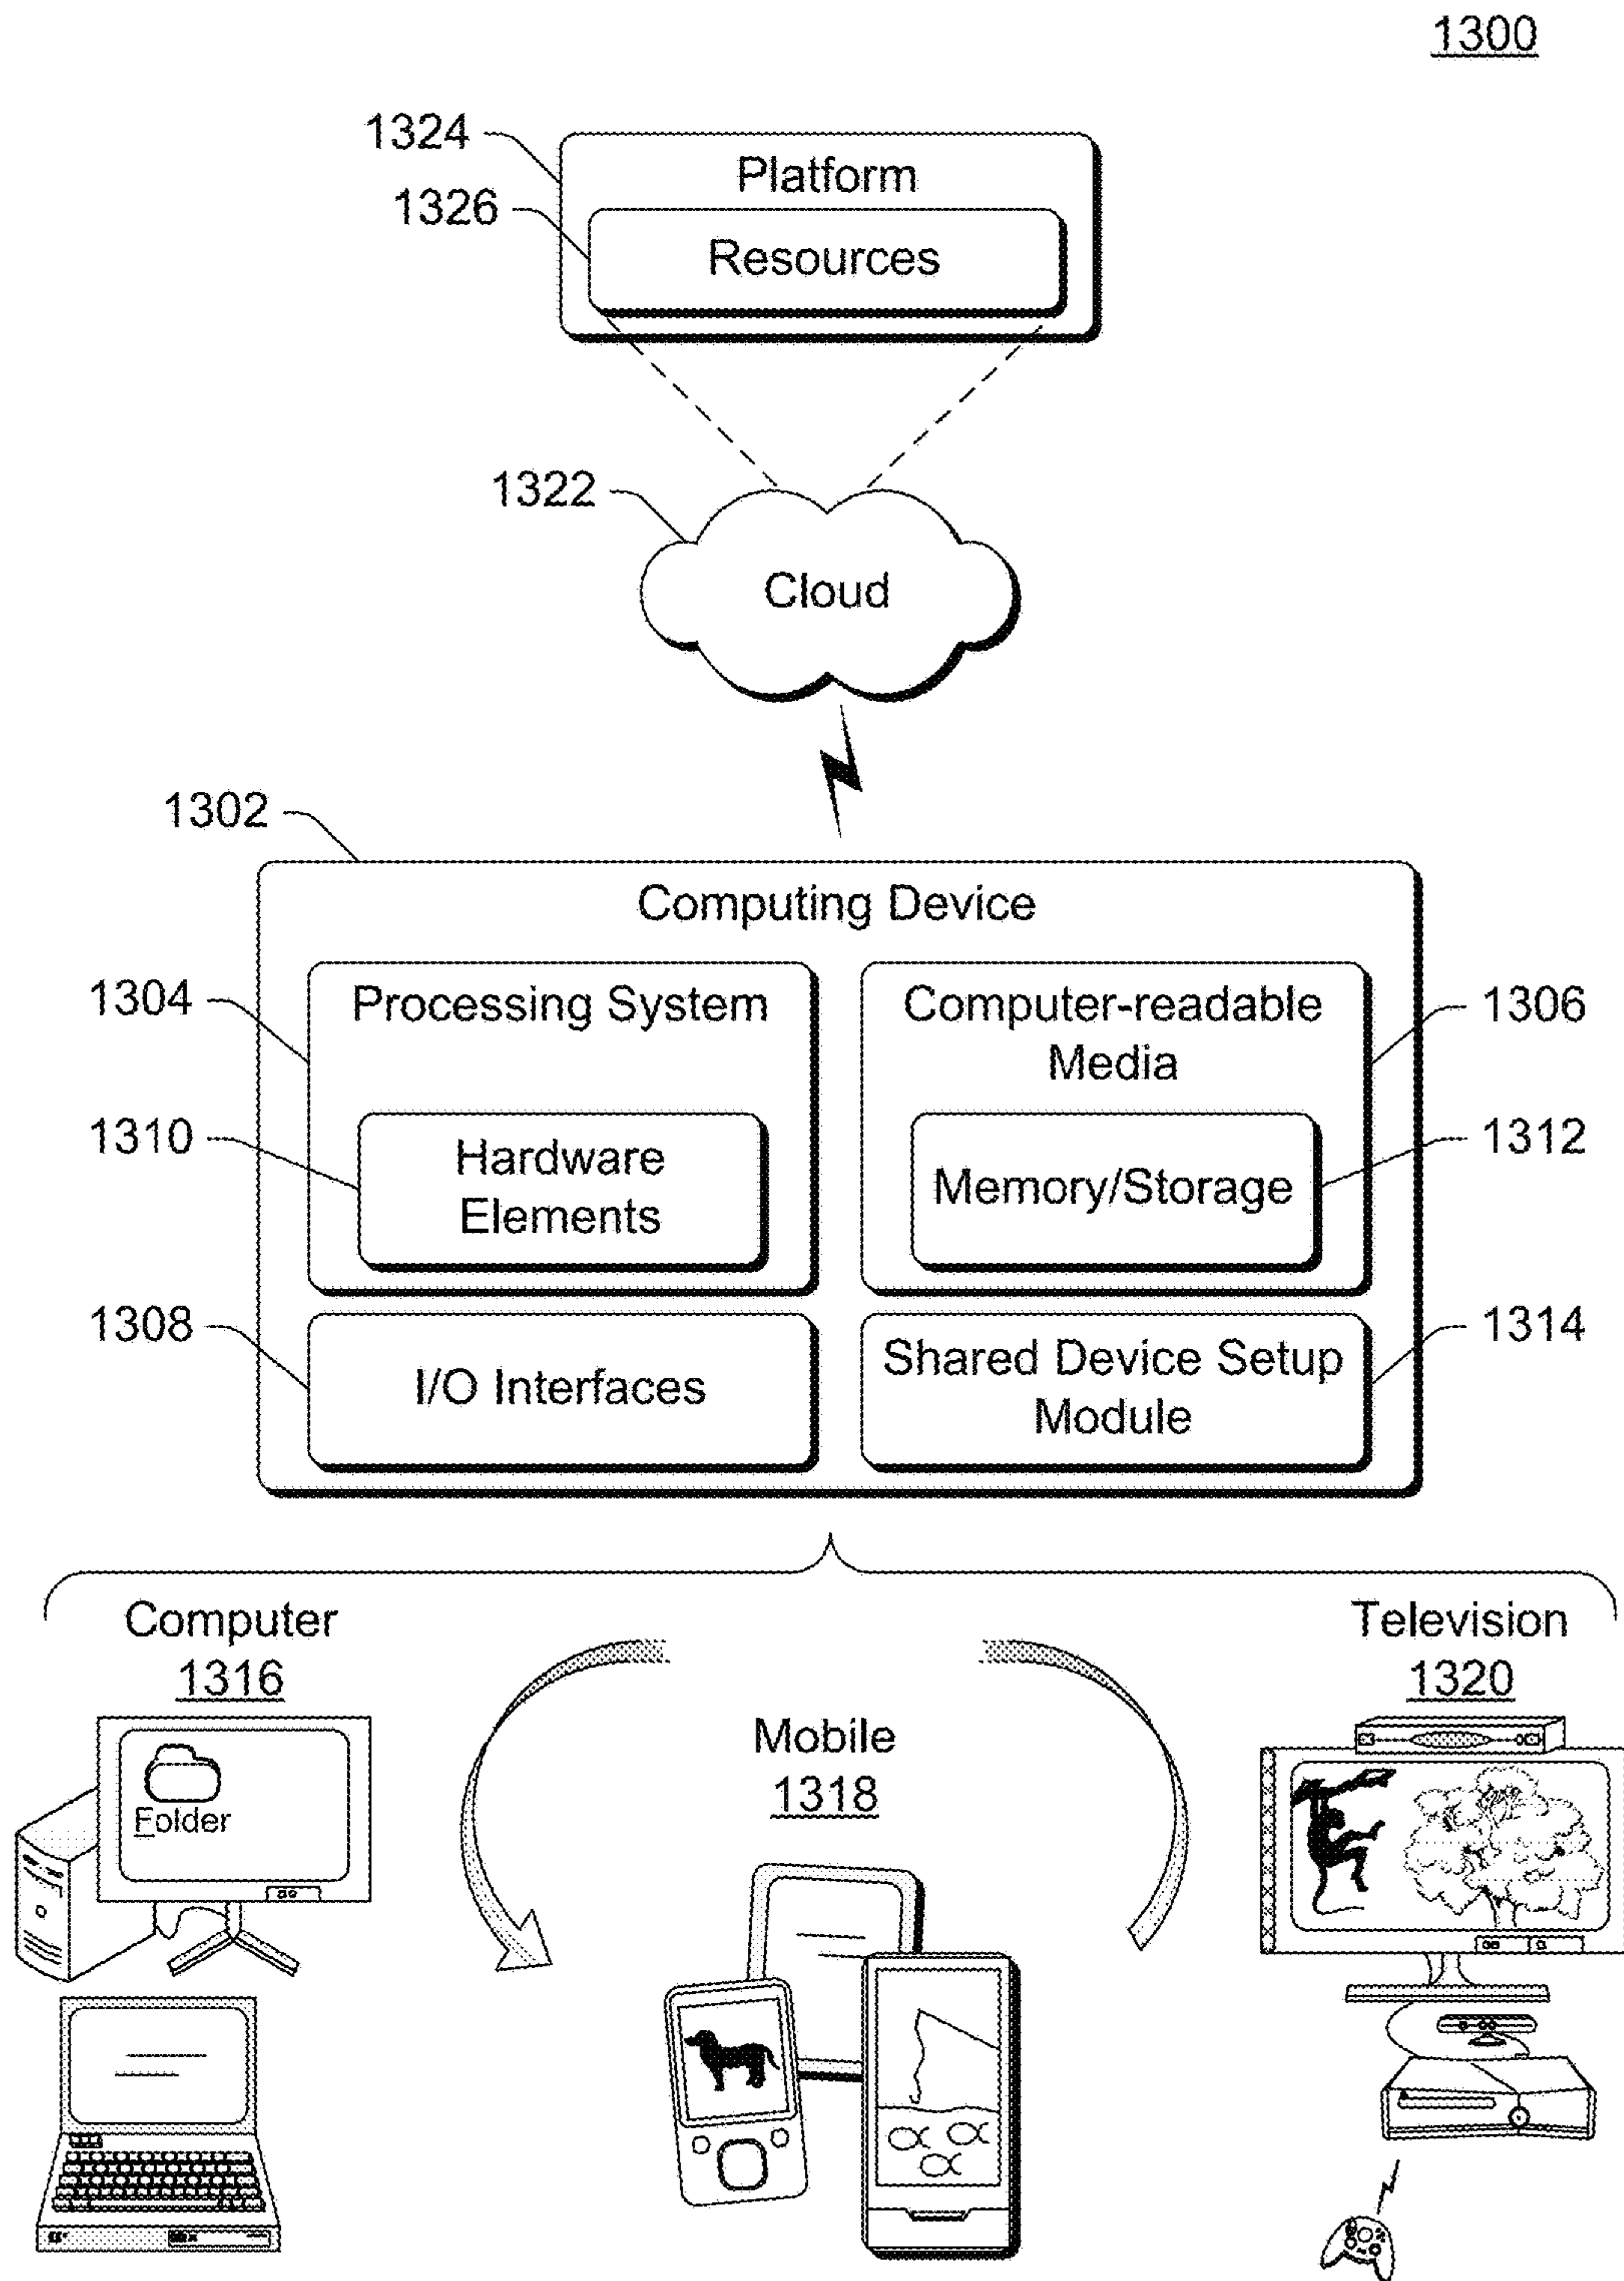 1300
1324
Platform
1326
Resources
1322
Cloud
1302
Computing Device
1304
Processing System
Computer-readable
Media
1306
1310
Hardware
Elements
Memory/Storage
1312
1308
I/O Interfaces
Shared Device Setup
Module
1314
Computer
1316
Mobile
1318
Television
1320
Folder